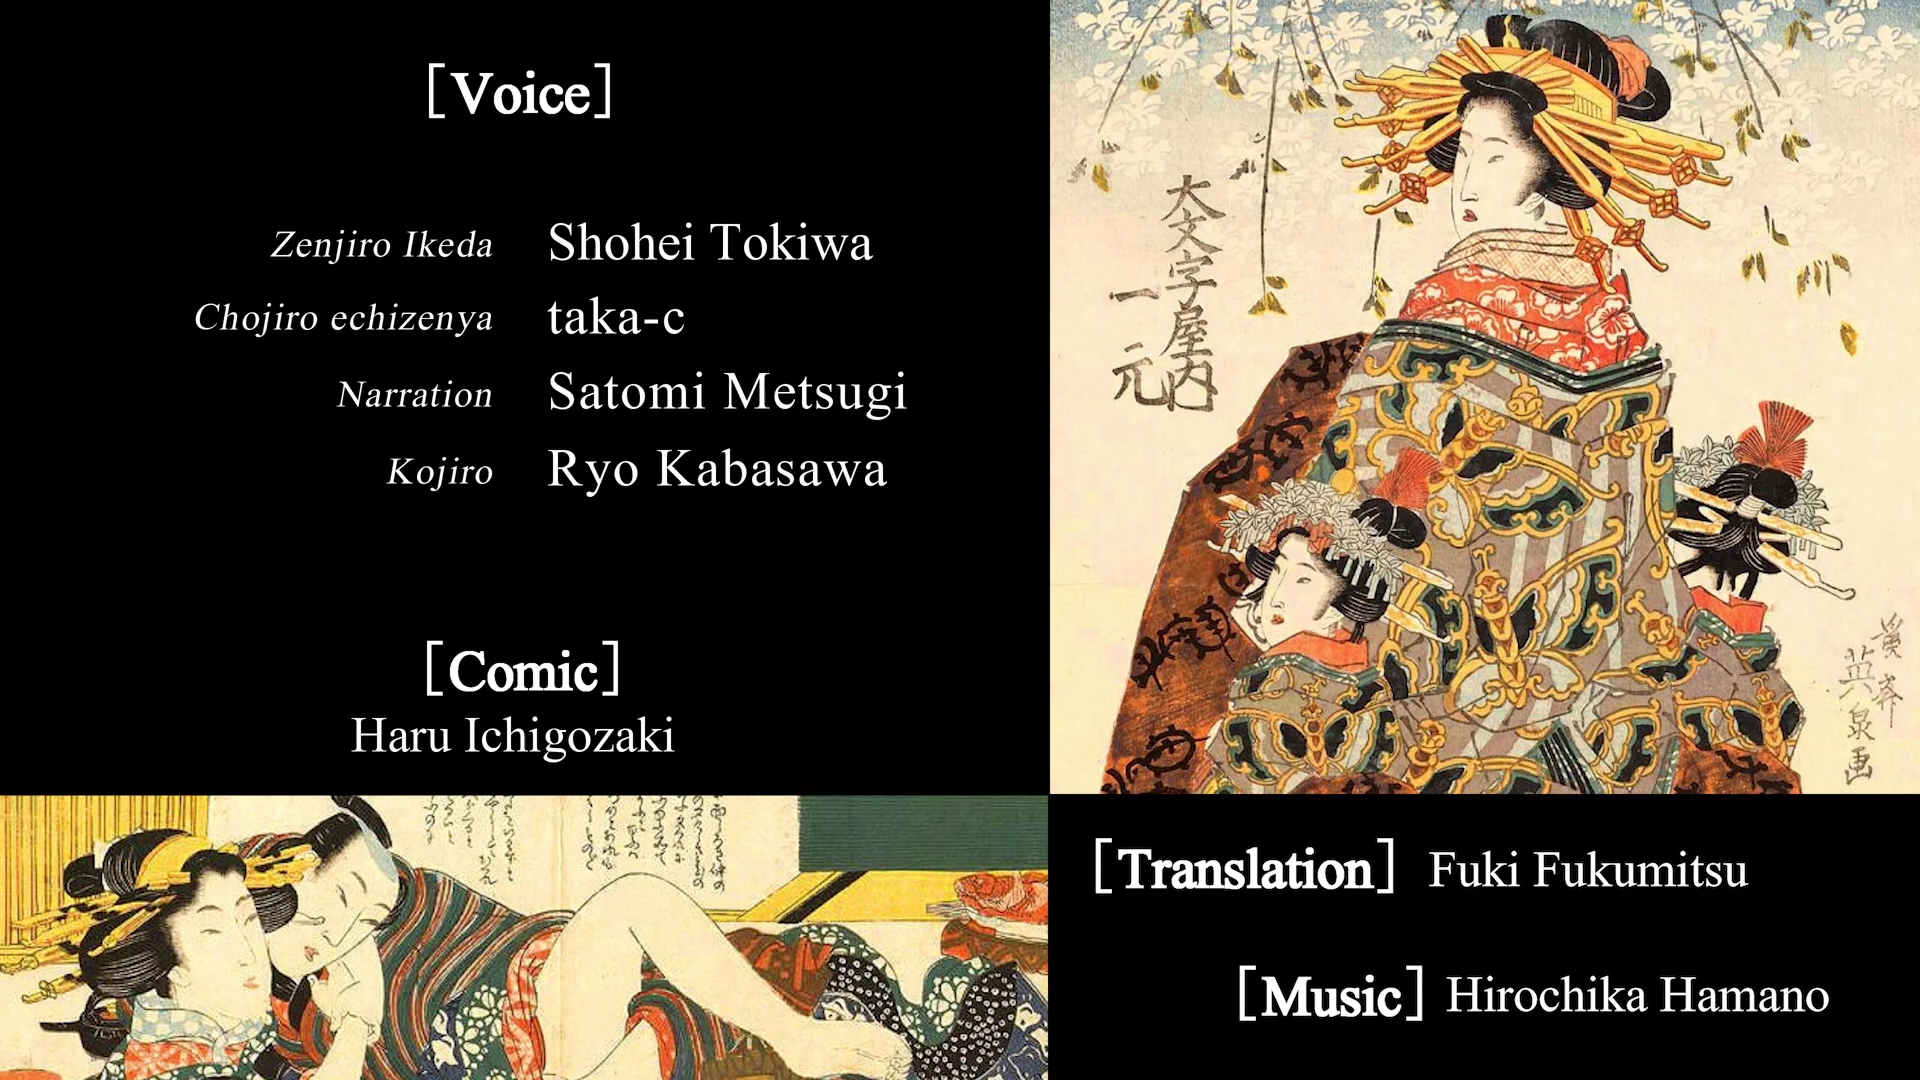 [Voice]
Zenjiro Ikeda Shohei Tokiwa
Chojiro echizenya taka-c
Narration Satomi Metsugi
Kojiro Ryo Kabasawa
[Comic]
Haru Ichigozaki
大文字屋内
一元
英泉画
[Translation] Fuki Fukumitsu
[Music] Hirochika Hamano